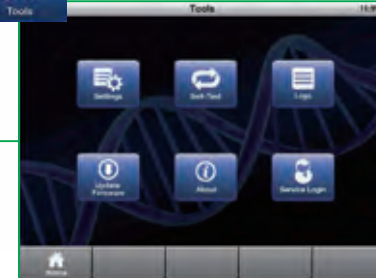 Tools
Tools
Settings
Self-Test
Logs
Update
Firmware
About
Service Login
Home